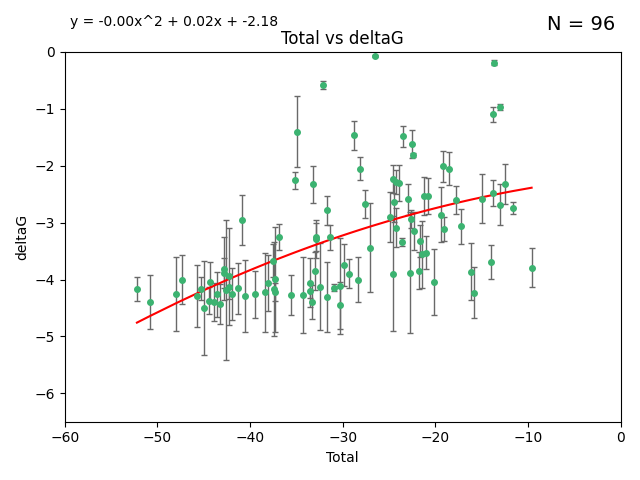 y = -0.00x^2 + 0.02x + -2.18
N = 96
Total vs deltaG
0
−1
−2
−3
−4
−5
−6
deltaG
−60 −50 −40 −30 −20 −10 0
Total